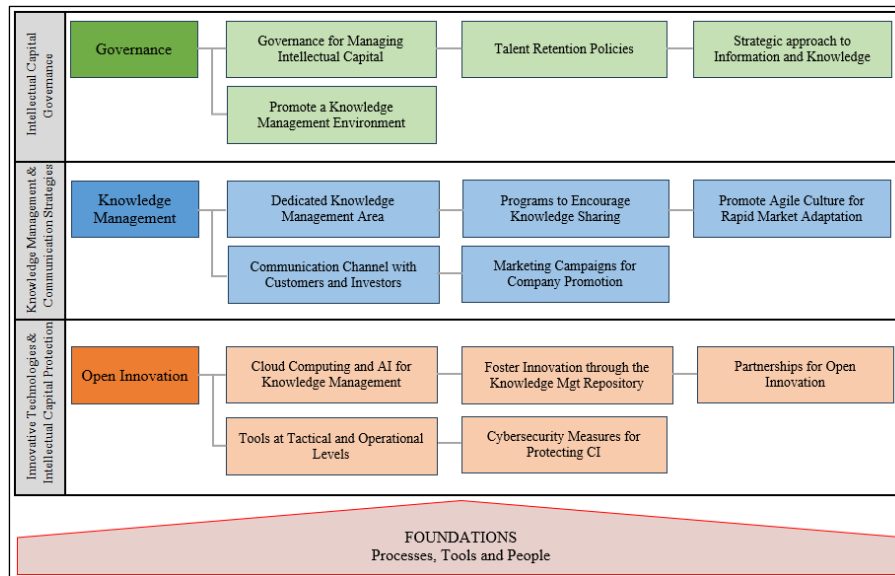 Intellectual Capital
Governance
Governance
Governance for Managing
Intellectual Capital
Talent Retention Policies
Strategic approach to
Information and Knowledge
Promote a Knowledge
Management Environment
Knowledge Management &
Communication Strategies
Knowledge
Management
Dedicated Knowledge
Management Area
Programs to Encourage
Knowledge Sharing
Promote Agile Culture for
Rapid Market Adaptation
Communication Channel with
Customers and Investors
Marketing Campaigns for
Company Promotion
Innovative Technologies &
Intellectual Capital Protection
Open Innovation
Cloud Computing and AI for
Knowledge Management
Foster Innovation through the
Knowledge Mgt Repository
Partnerships for Open
Innovation
Tools at Tactical and Operational
Levels
Cybersecurity Measures for
Protecting CI
FOUNDATIONS
Processes, Tools and People